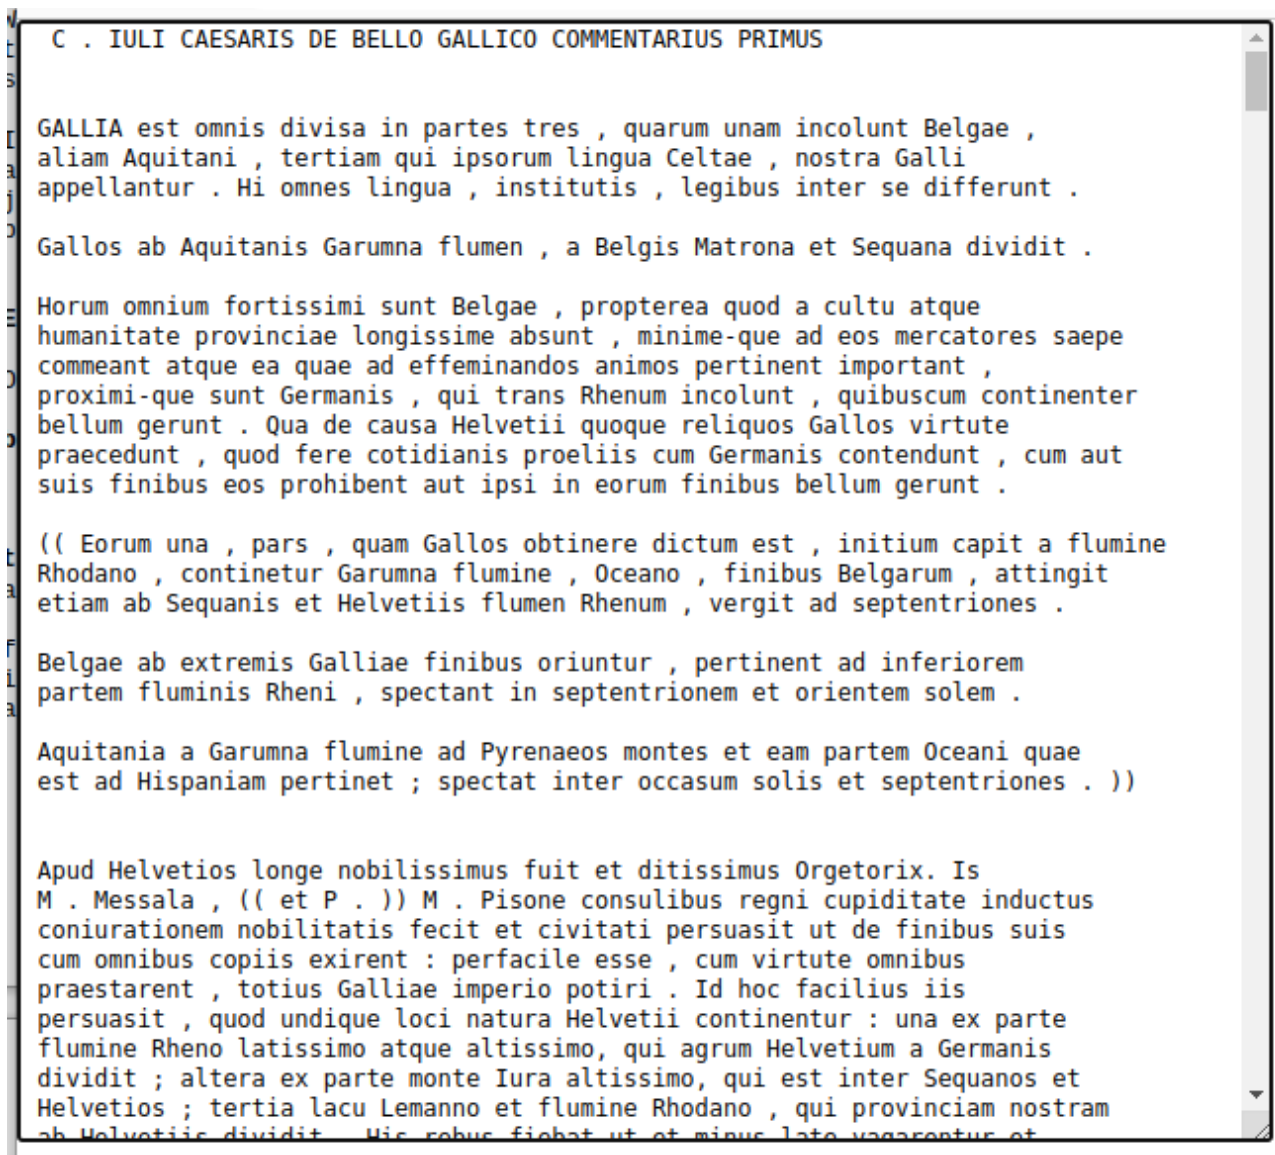 C . IULI CAESARIS DE BELLO GALLICO COMMENTARIUS PRIMUS
GALLIA est omnis divisa in partes tres , quarum unam incolunt Belgae ,
aliam Aquitani , tertiam qui ipsorum lingua Celtae , nostra Galli
appellantur . Hi omnes lingua , institutis , legibus inter se differunt .
Gallos ab Aquitanis Garumna flumen , a Belgis Matrona et Sequana dividit .
Horum omnium fortissimi sunt Belgae , propterea quod a cultu atque
humanitate provinciae longissime absunt , minime-que ad eos mercatores saepe
commeant atque ea quae ad effeminandos animos pertinent important ,
proximi-que sunt Germanis , qui trans Rhenum incolunt , quibuscum continenter
bellum gerunt . Qua de causa Helvetii quoque reliquos Gallos virtute
praecedunt , quod fere cotidianis proeliis cum Germanis contendunt , cum aut
suis finibus eos prohibent aut ipsi in eorum finibus bellum gerunt .
(( Eorum una , pars , quam Gallos obtinere dictum est , initium capit a flumine
Rhodano , continetur Garumna flumine , Oceano , finibus Belgarum , attingit
etiam ab Sequanis et Helvetiis flumen Rhenum , vergit ad septentriones .
Belgae ab extremis Galliae finibus oriuntur , pertinent ad inferiorem
partem fluminis Rheni , spectant in septentrionem et orientem solem .
Aquitania a Garumna flumine ad Pyrenaeos montes et eam partem Oceani quae
est ad Hispaniam pertinet ; spectat inter occasum solis et septentriones . ))
Apud Helvetios longe nobilissimus fuit et ditissimus Orgetorix. Is
M . Messala , (( et P . )) M . Pisone consulibus regni cupiditate inductus
coniurationem nobilitatis fecit et civitati persuasit ut de finibus suis
cum omnibus copiis exirent : perfacile esse , cum virtute omnibus
praestarent , totius Galliae imperio potiri . Id hoc facilius iis
persuasit , quod undique loci natura Helvetii continentur : una ex parte
flumine Rheno latissimo atque altissimo, qui agrum Helvetium a Germanis
dividit ; altera ex parte monte Iura altissimo, qui est inter Sequanos et
Helvetios ; tertia lacu Lemanno et flumine Rhodano , qui provinciam nostram
ab Helvetiis dividit . His rebus fiebat ut et minus late vagarentur et